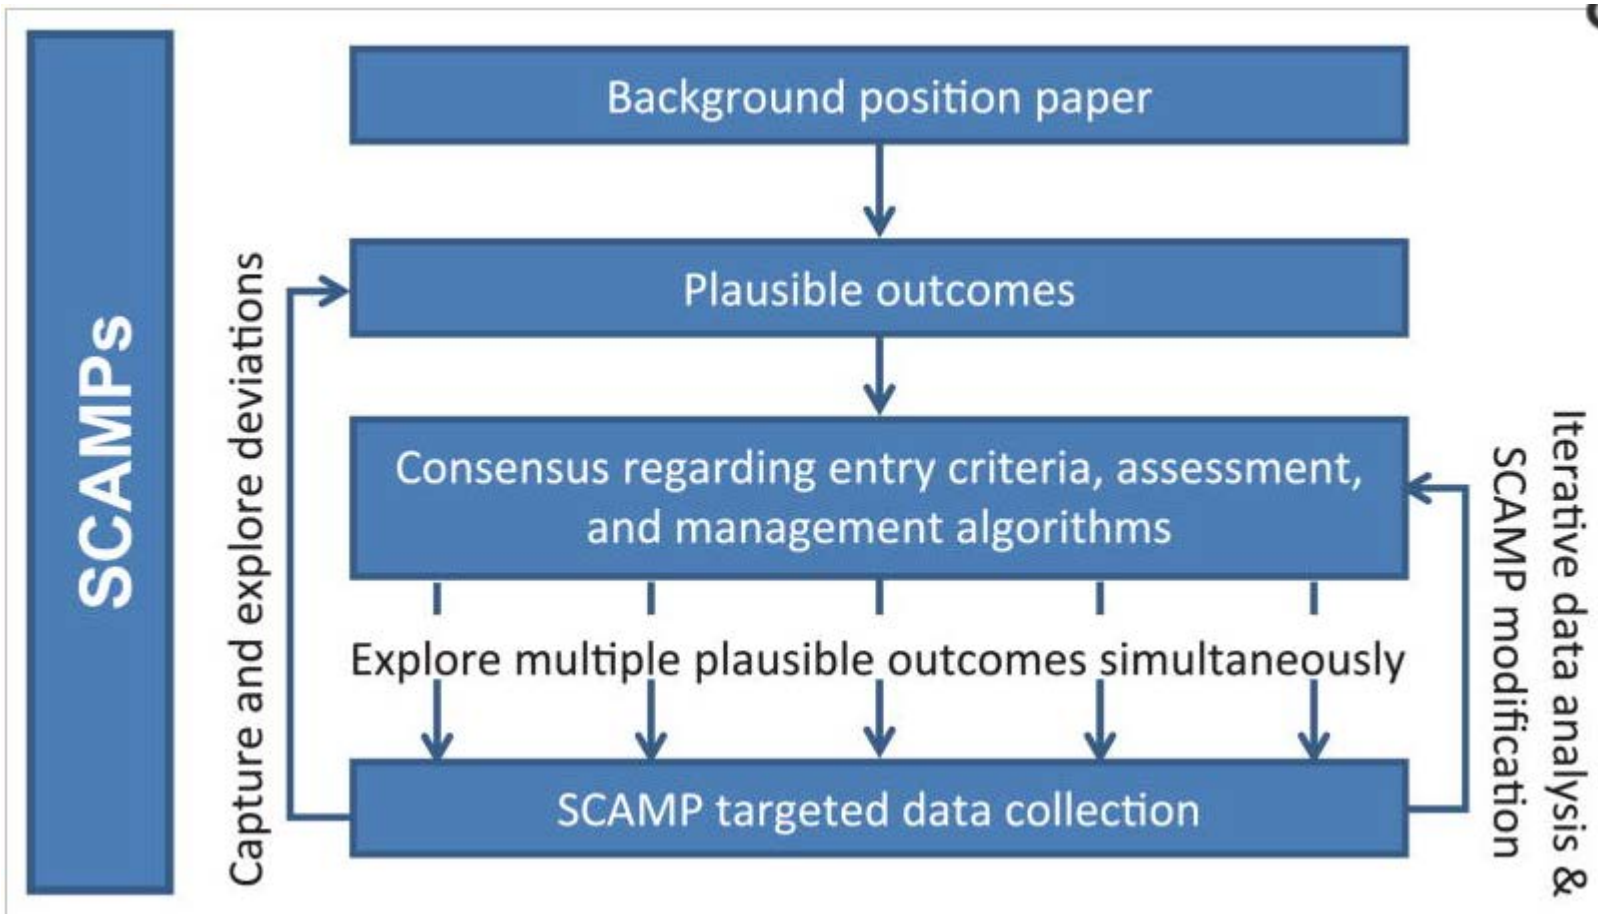 SCAMPs
Background position paper
Plausible outcomes
Capture and explore deviations
Consensus regarding entry criteria, assessment,
and management algorithms
Explore multiple plausible outcomes simultaneously
SCAMP targeted data collection
Iterative data analysis &
SCAMP modification